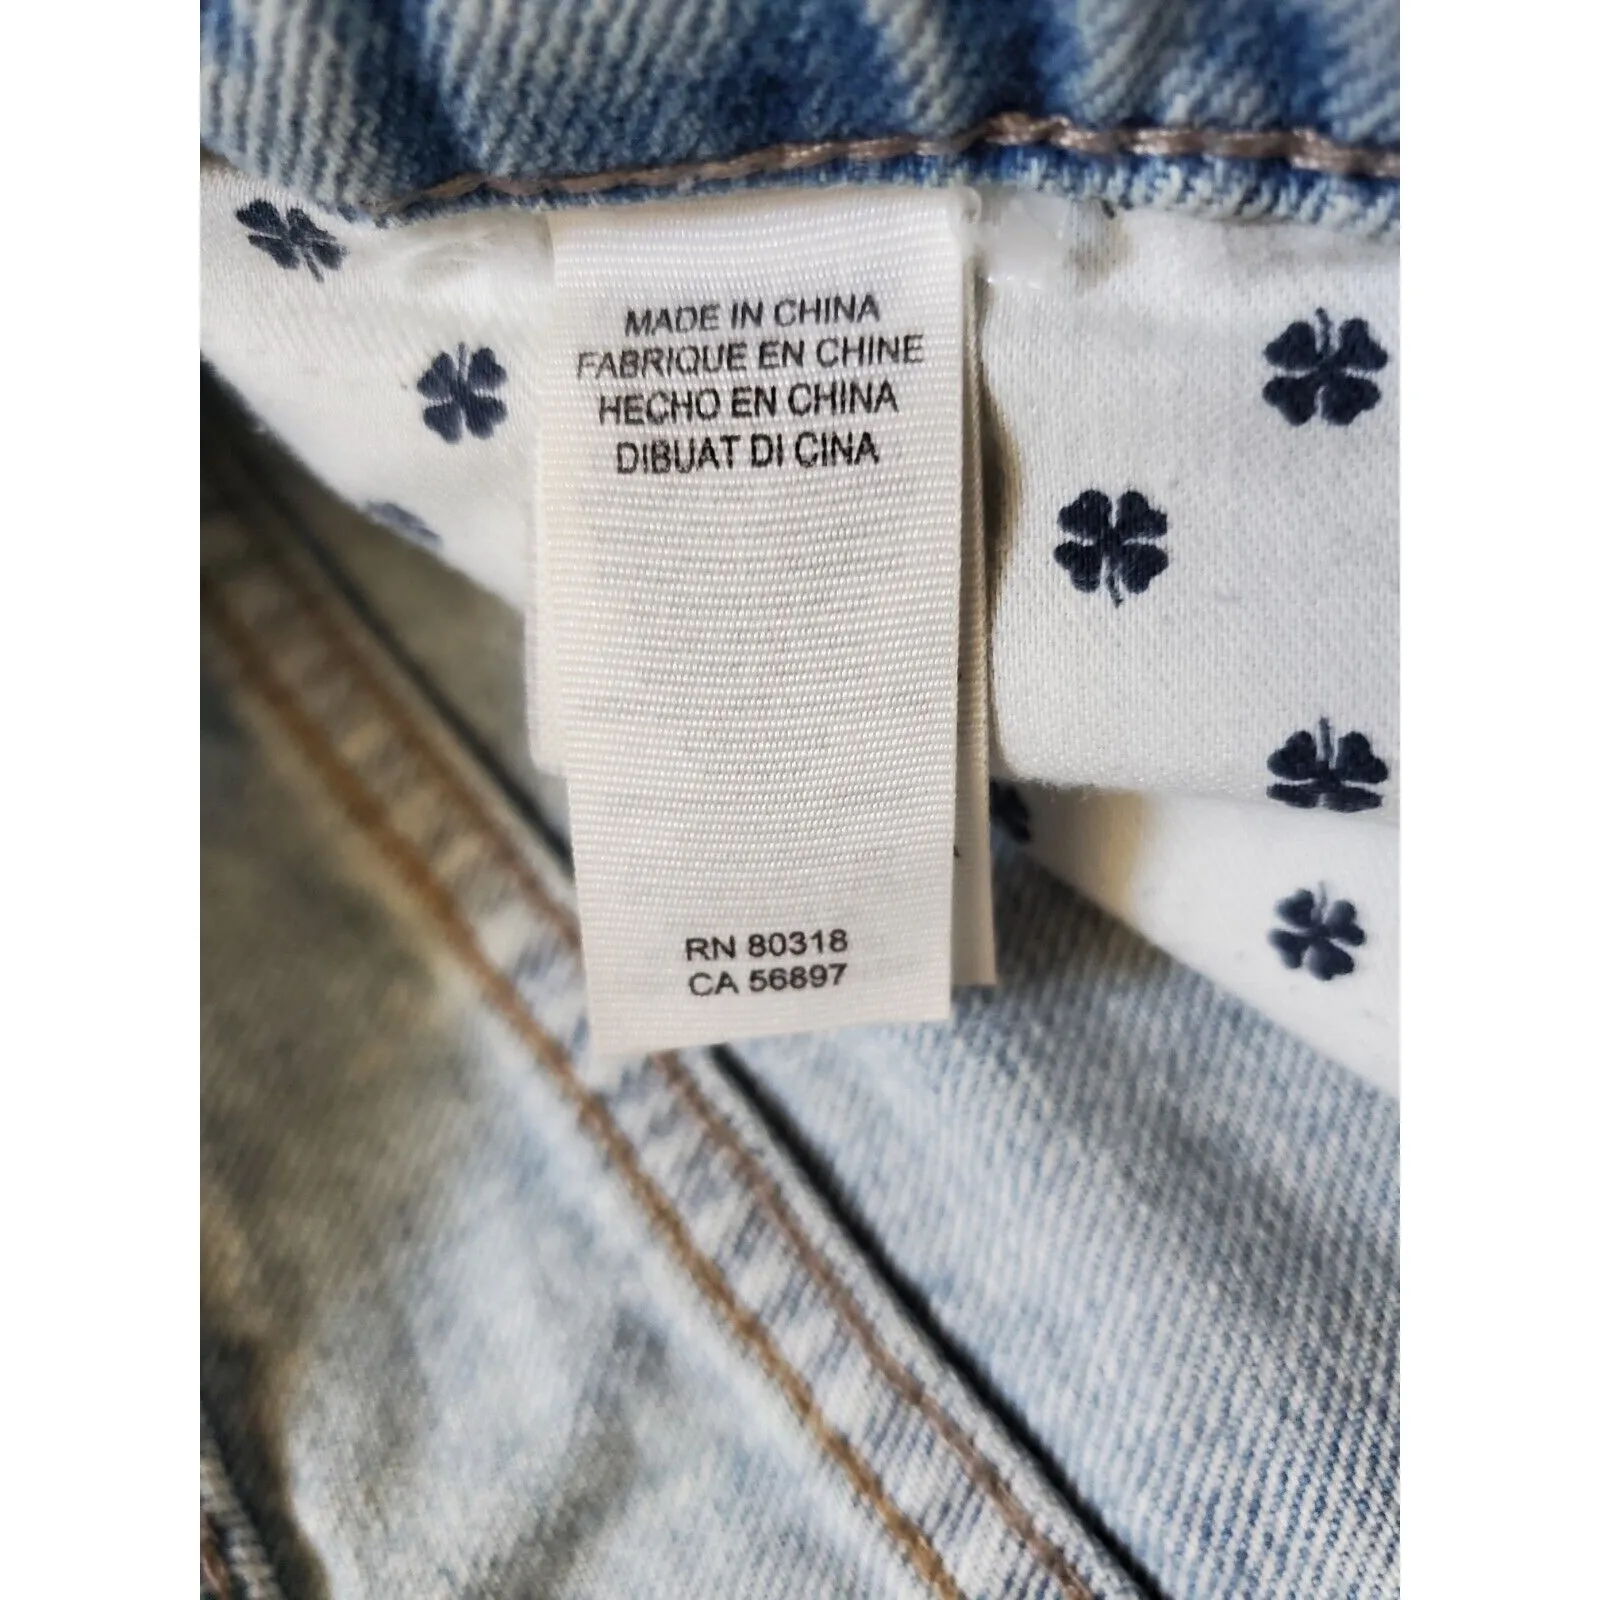 MADE IN CHINA
FABRIQUE EN CHINE
HECHO EN CHINA
DIBUAT DI CINA
RN 80318
CA 56897